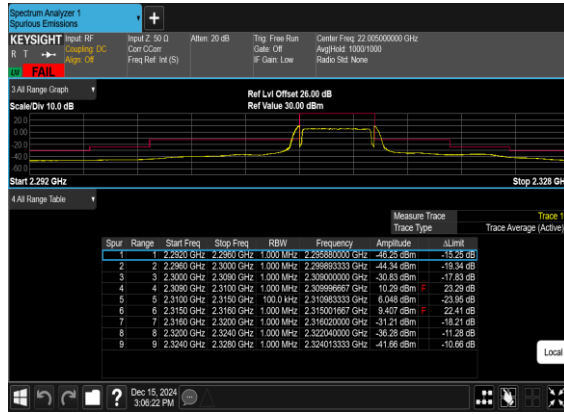 Spectrum Analyzer 1
Spurious Emissions
+
KEYSIGHT Input: RF Input Z: 50 Ω Atten: 20 dB Trig: Free Run Center Freq: 22.005000000 GHz
R T Coupling: DC Corr CCorr Gate: Off Avg|Hold: 1000/1000
Align: Off Freq Ref: Int (S) IF Gain: Low Radio Std: None
LV FAIL
3 All Range Graph Ref Lvl Offset 26.00 dB
Scale/Div 10.0 dB Ref Value 30.00 dBm
20.0
0.00
-20.0
-40.0
Start 2.292 GHz Stop 2.328 GH
4 All Range Table
Measure Trace Trace 1
Trace Type Trace Average (Active)
Spur Range Start Freq Stop Freq RBW Frequency Amplitude ΔLimit
1 1 2.2920 GHz 2.2960 GHz 1.000 MHz 2.295880000 GHz -46.25 dBm -15.25 dB
2 2 2.2960 GHz 2.3000 GHz 1.000 MHz 2.299893333 GHz -44.34 dBm -19.34 dB
3 3 2.3000 GHz 2.3090 GHz 1.000 MHz 2.309000000 GHz -30.83 dBm -17.83 dB
4 4 2.3090 GHz 2.3100 GHz 1.000 MHz 2.309996667 GHz 10.29 dBm F 23.29 dB
5 5 2.3100 GHz 2.3150 GHz 100.0 kHz 2.310983333 GHz 6.048 dBm -23.95 dB
6 6 2.3150 GHz 2.3160 GHz 1.000 MHz 2.315001667 GHz 9.407 dBm F 22.41 dB
7 7 2.3160 GHz 2.3200 GHz 1.000 MHz 2.316020000 GHz -31.21 dBm -18.21 dB
8 8 2.3200 GHz 2.3240 GHz 1.000 MHz 2.322040000 GHz -36.28 dBm -11.28 dB
9 9 2.3240 GHz 2.3280 GHz 1.000 MHz 2.324013333 GHz -41.66 dBm -10.66 dB
Local
? Dec 15, 2024
3:06:22 PM